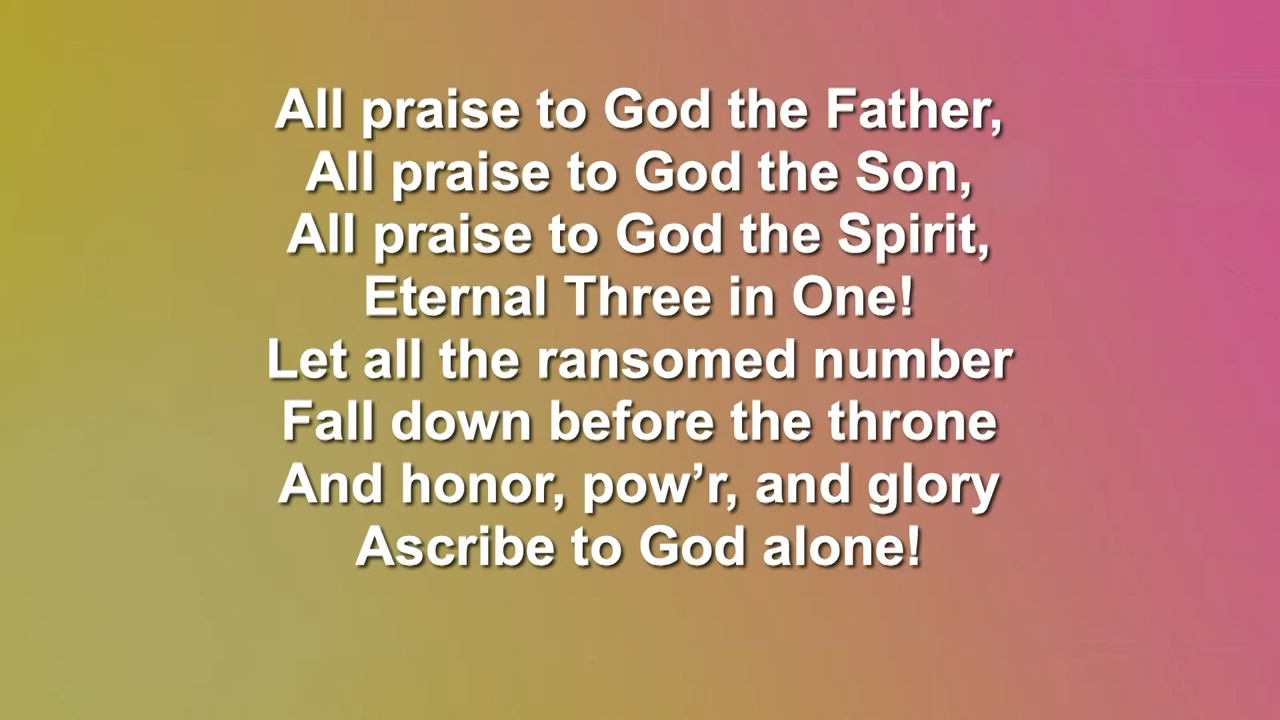 All praise to God the Father,
All praise to God the Son,
All praise to God the Spirit,
Eternal Three in One!
Let all the ransomed number
Fall down before the throne
And honor, pow’r, and glory
Ascribe to God alone!